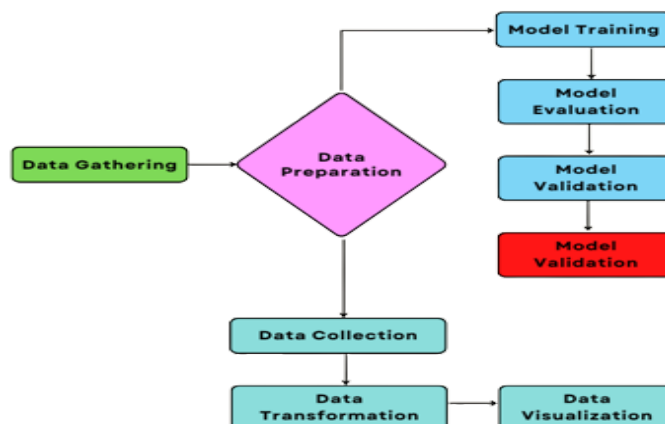 Model Training
Model
Evaluation
Data Gathering
Data
Preparation
Model
Validation
Model
Validation
Data Collection
Data
Transformation
Data
Visualization